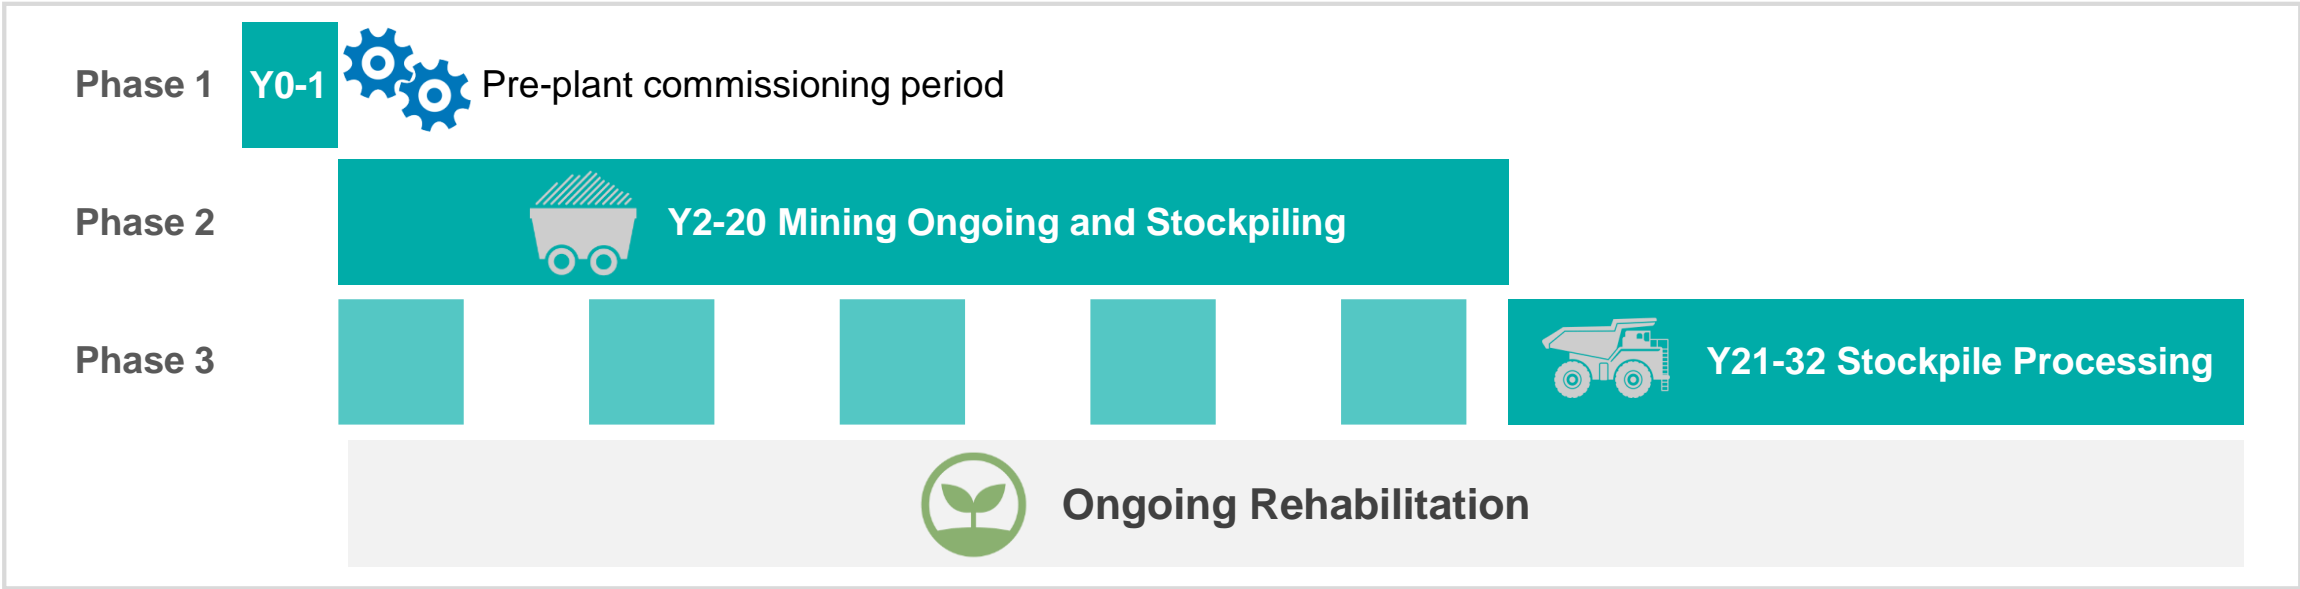 Phase 1
Y0-1
Pre-plant commissioning period
Phase 2
Y2-20 Mining Ongoing and Stockpiling
Phase 3
Y21-32 Stockpile Processing
Ongoing Rehabilitation